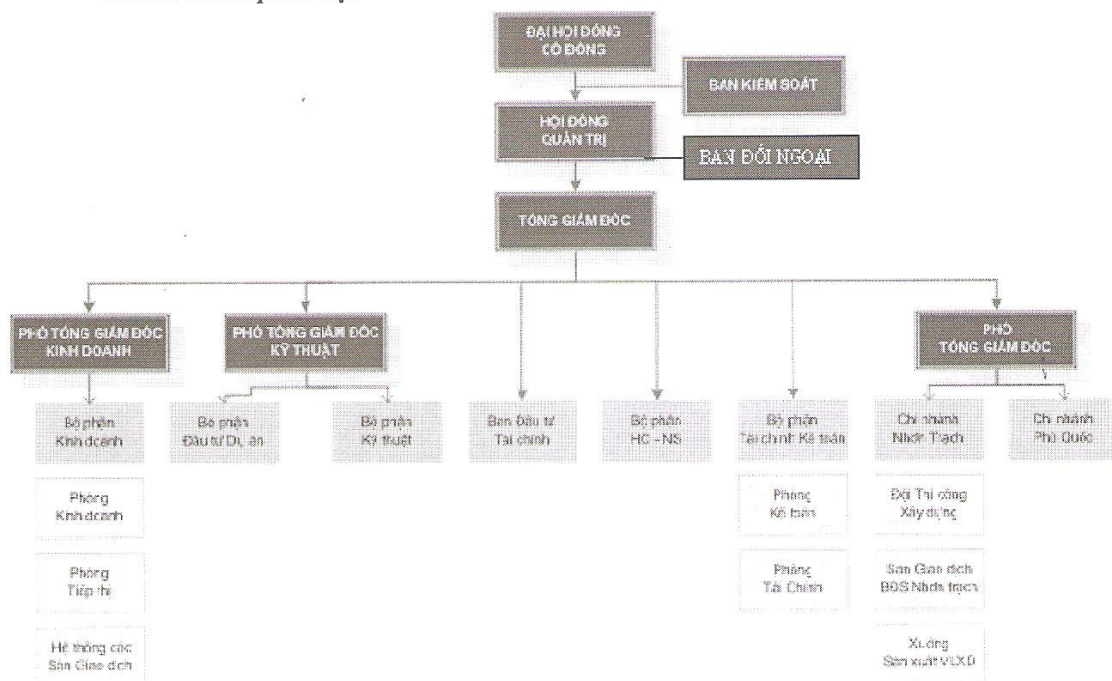 ĐẠI HỘI ĐỒNG
CỔ ĐÔNG
BAN KIỂM SOÁT
HỘI ĐỒNG
QUẢN TRỊ
BAN ĐỐI NGOẠI
TỔNG GIÁM ĐỐC
PHÓ TỔNG GIÁM ĐỐC
KINH DOANH
PHÓ TỔNG GIÁM ĐỐC
KỸ THUẬT
PHÓ
TỔNG GIÁM ĐỐC
Bộ phận
Kinh doanh
Bộ phận
Đầu tư Dự án
Bộ phận
Kỹ thuật
Ban Đầu tư
Tài chính
Bộ phận
HC - NS
Bộ phận
Tài chính Kế toán
Chi nhánh
Nhơn Trạch
Chi nhánh
Phú Quốc
Phòng
Kinh doanh
Phòng
Kế toán
Đội Thi công
Xây dựng
Phòng
Tiếp thị
Phòng
Tài Chính
Sàn Giao dịch
BĐS Nhơn trạch
Hệ thống các
Sàn Giao dịch
Xưởng
Sản xuất VLXD